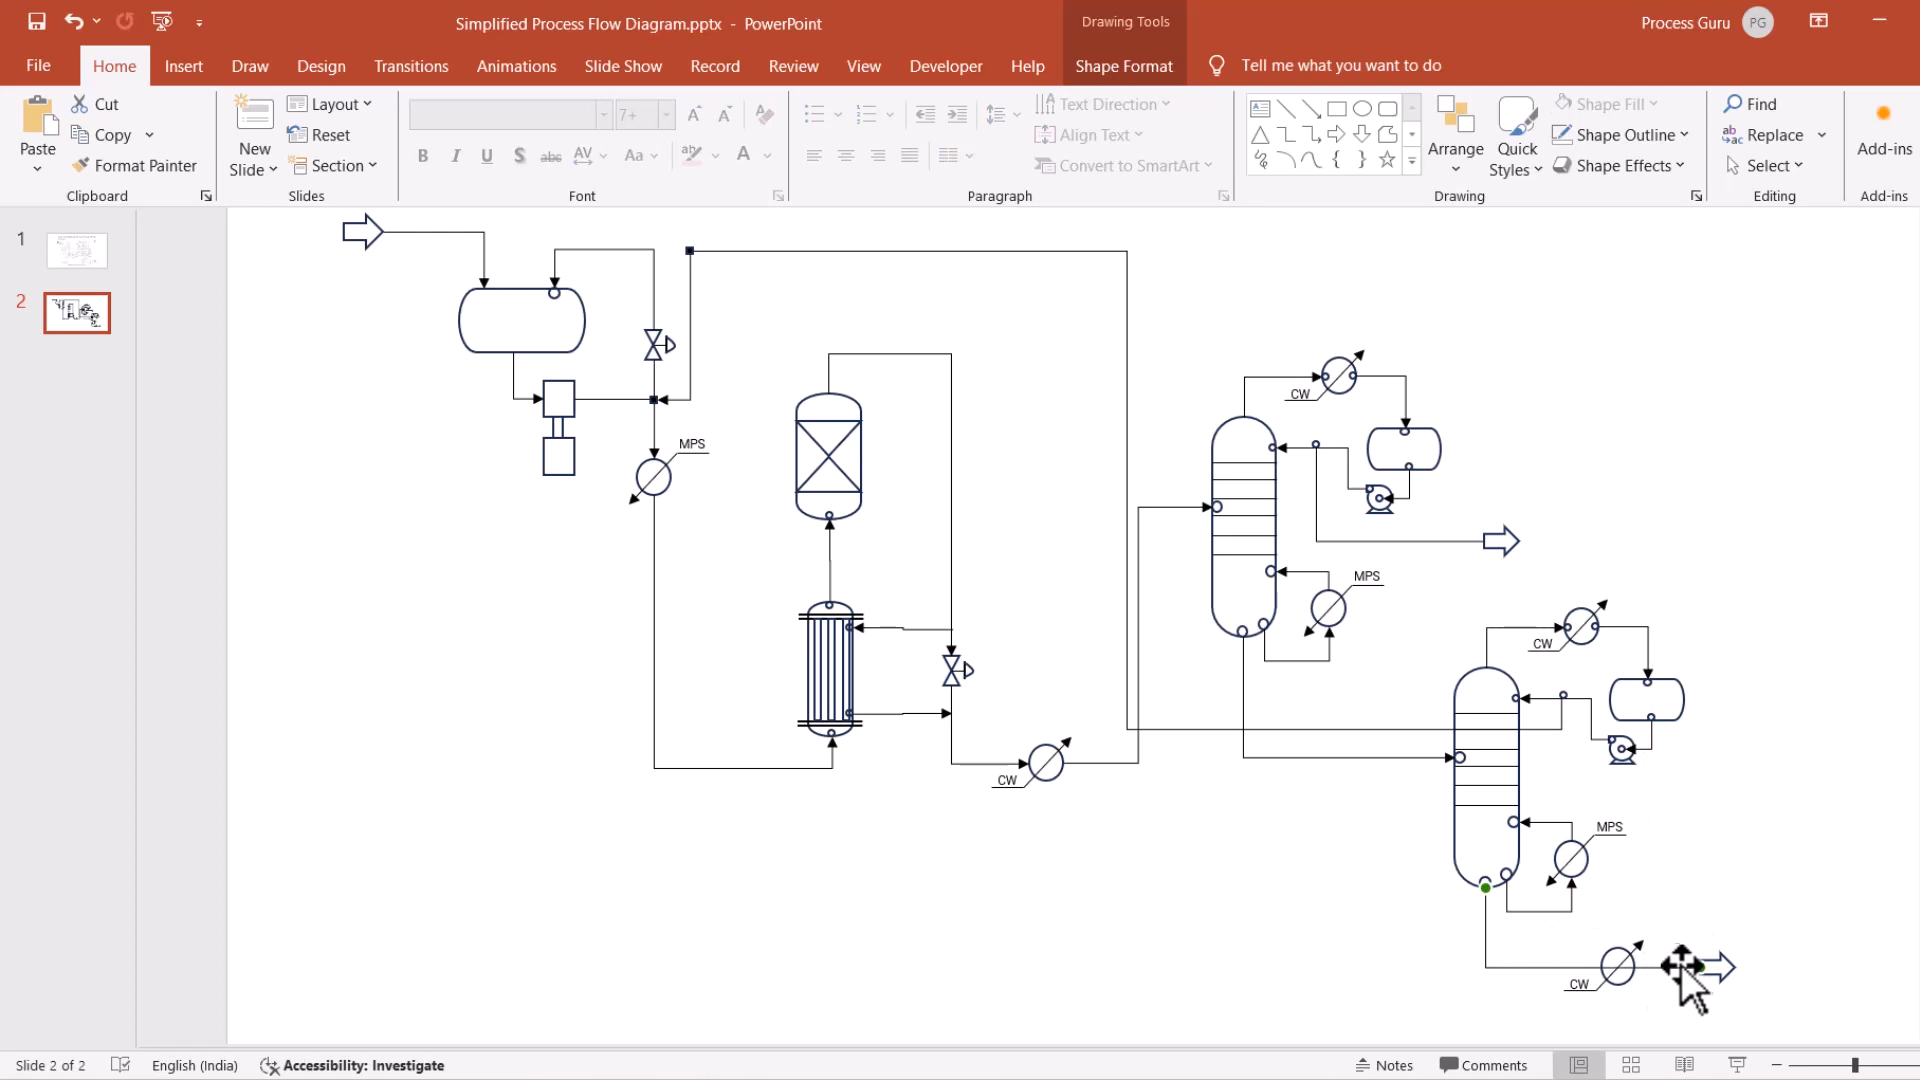 Simplified Process Flow Diagram.pptx - PowerPoint
Drawing Tools
Process Guru
PG
File
Home
Insert
Draw
Design
Transitions
Animations
Slide Show
Record
Review
View
Developer
Help
Shape Format
Tell me what you want to do
Paste
Cut
Copy
Format Painter
Clipboard
New Slide
Layout
Reset
Section
Slides
7+
B I U S abc AV Aa A
Font
Text Direction
Align Text
Convert to SmartArt
Paragraph
Arrange
Quick Styles
Shape Fill
Shape Outline
Shape Effects
Drawing
Find
Replace
Select
Editing
Add-ins
Add-ins
1
2
MPS
CW
CW
MPS
CW
MPS
CW
Slide 2 of 2
English (India)
Accessibility: Investigate
Notes
Comments